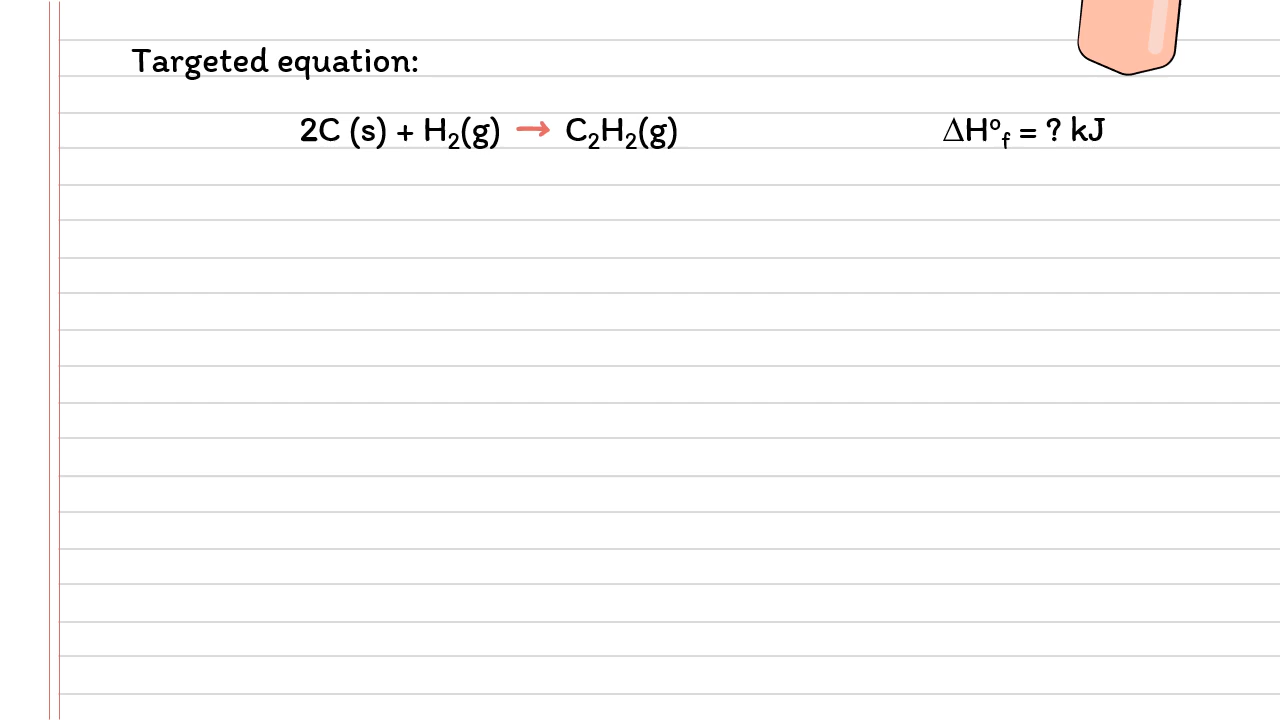 Targeted equation:
2C (s) + H₂(g) → C₂H₂(g) ΔH°f = ? kJ